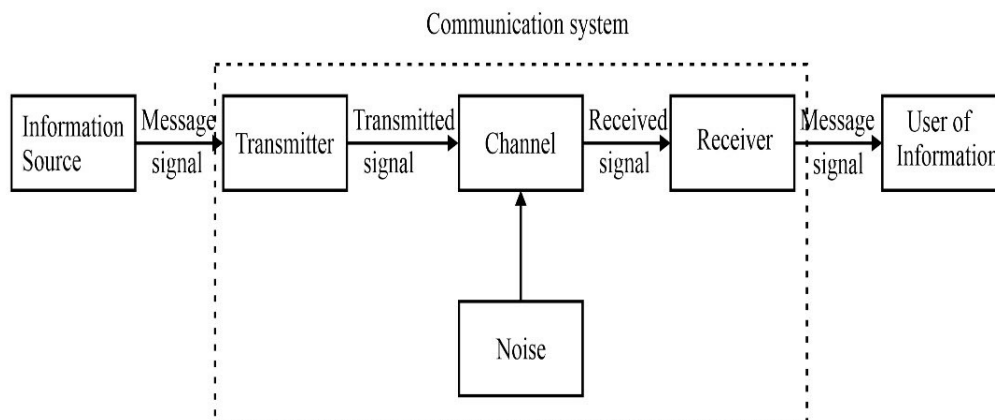 Communication system
Information
Source
Message
signal
Transmitter
Transmitted
signal
Channel
Received
signal
Receiver
Message
signal
User of
Information
Noise